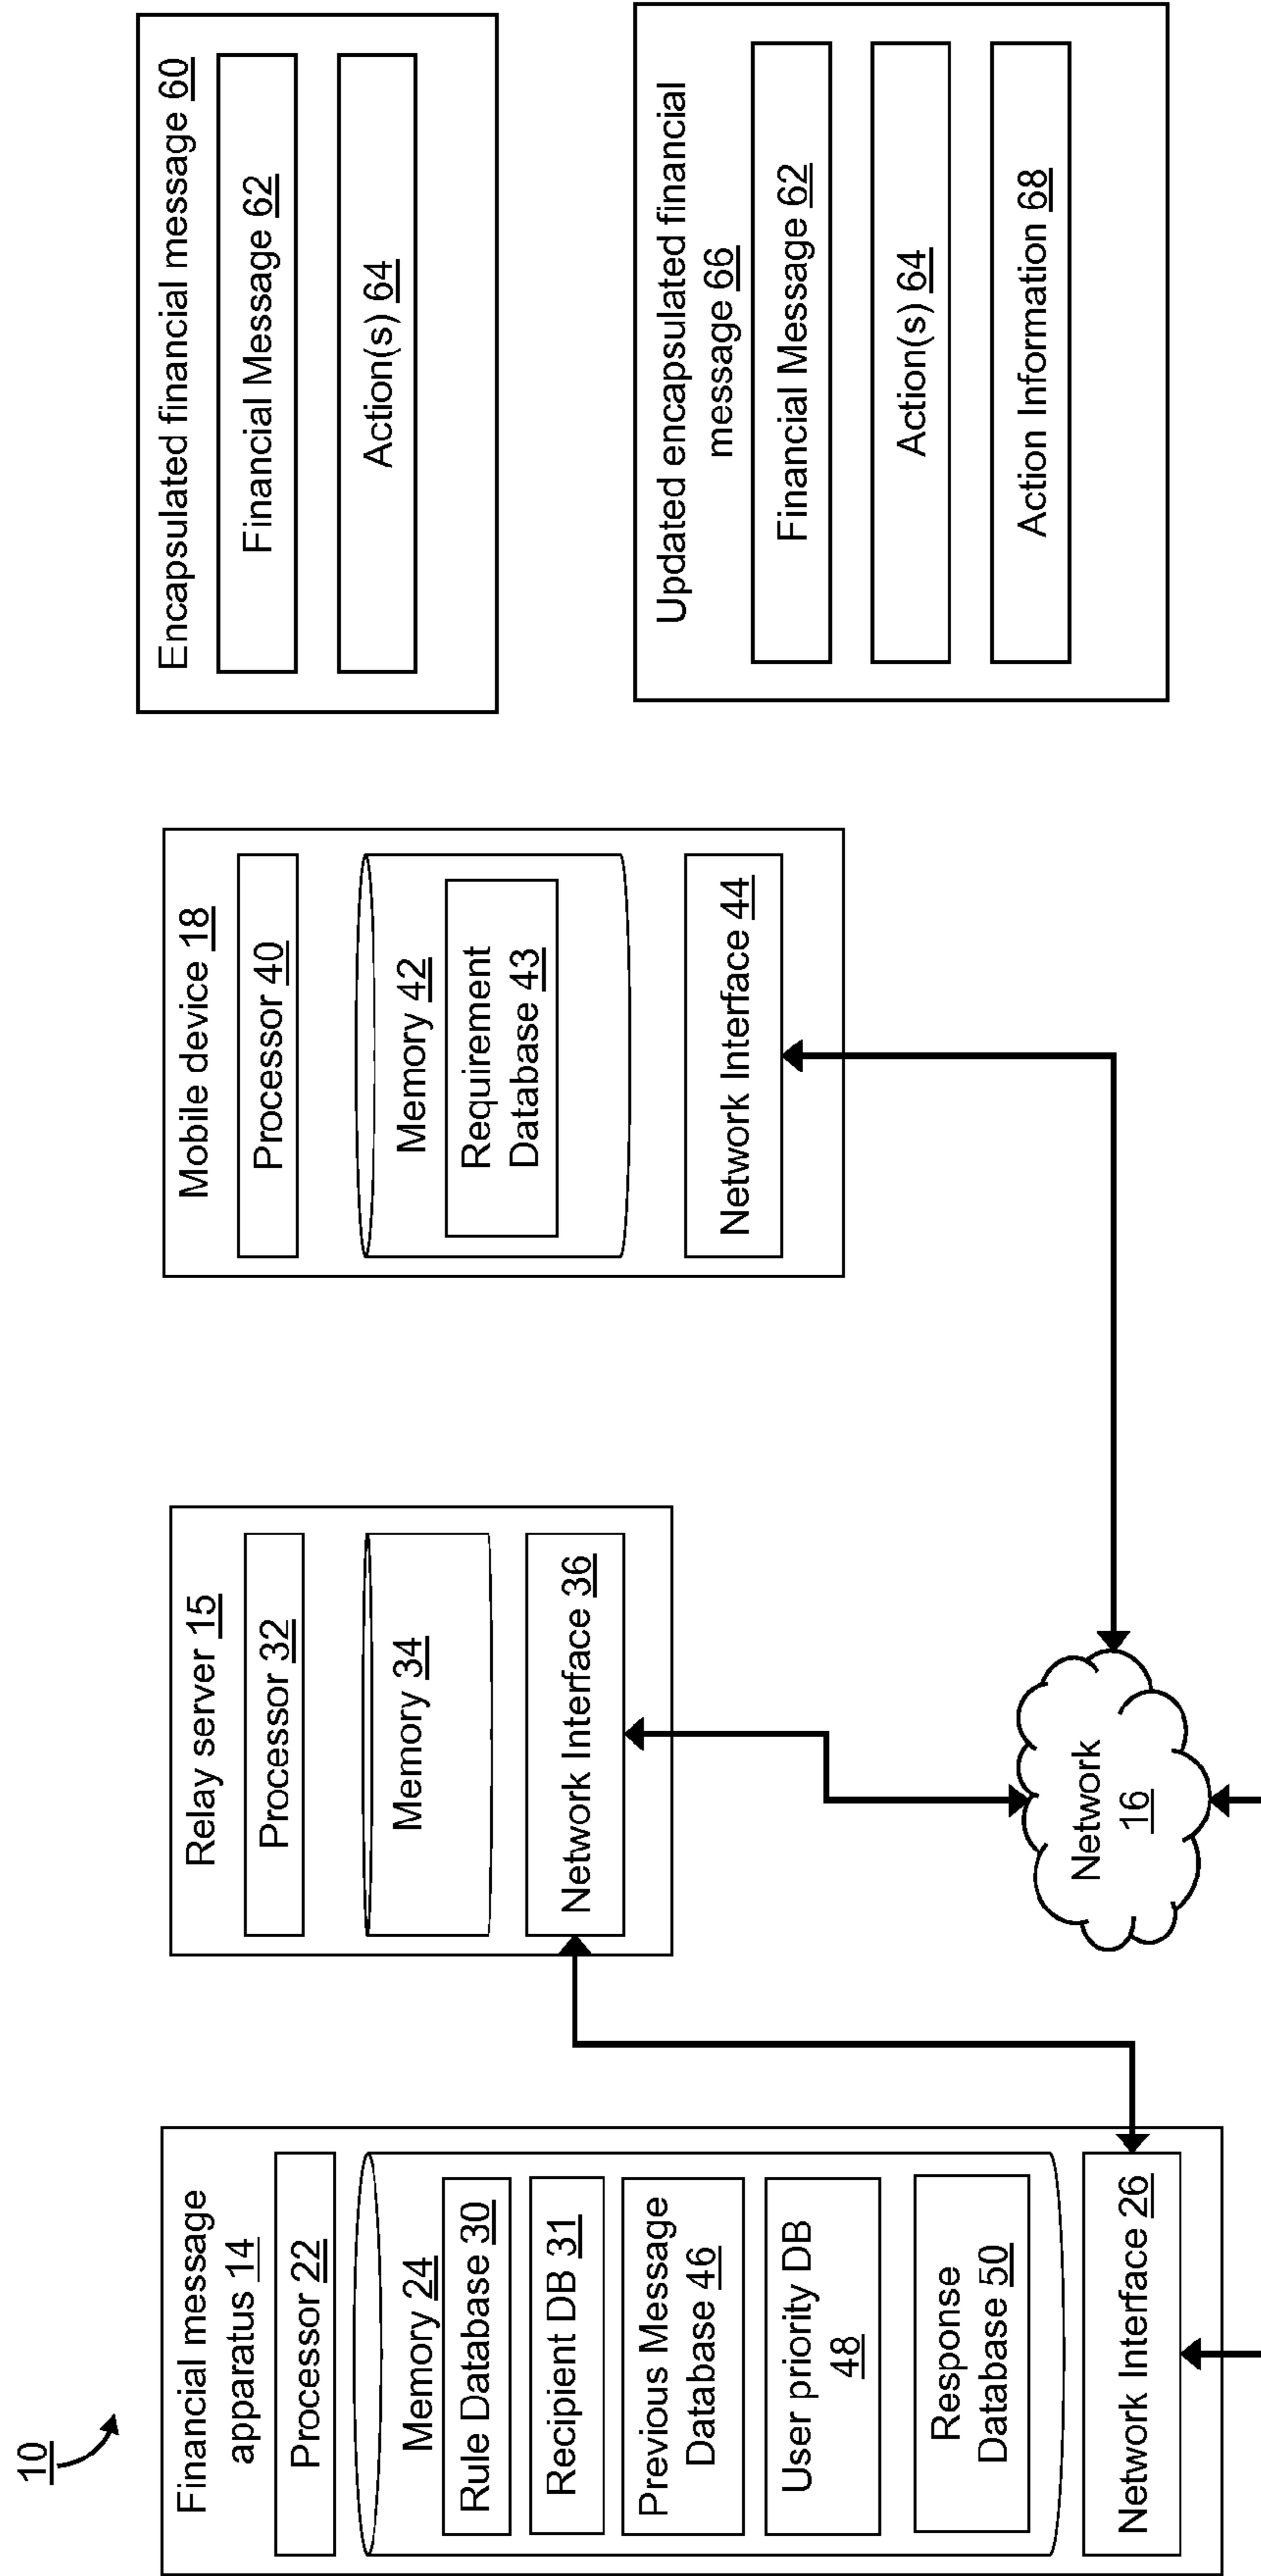 10
Financial message
apparatus 14
Processor 22
Memory 24
Rule Database 30
Recipient DB 31
Previous Message
Database 46
User priority DB
48
Response
Database 50
Network Interface 26
Relay server 15
Processor 32
Memory 34
Network Interface 36
Network
16
Mobile device 18
Processor 40
Memory 42
Requirement
Database 43
Network Interface 44
Encapsulated financial message 60
Financial Message 62
Action(s) 64
Updated encapsulated financial
message 66
Financial Message 62
Action(s) 64
Action Information 68